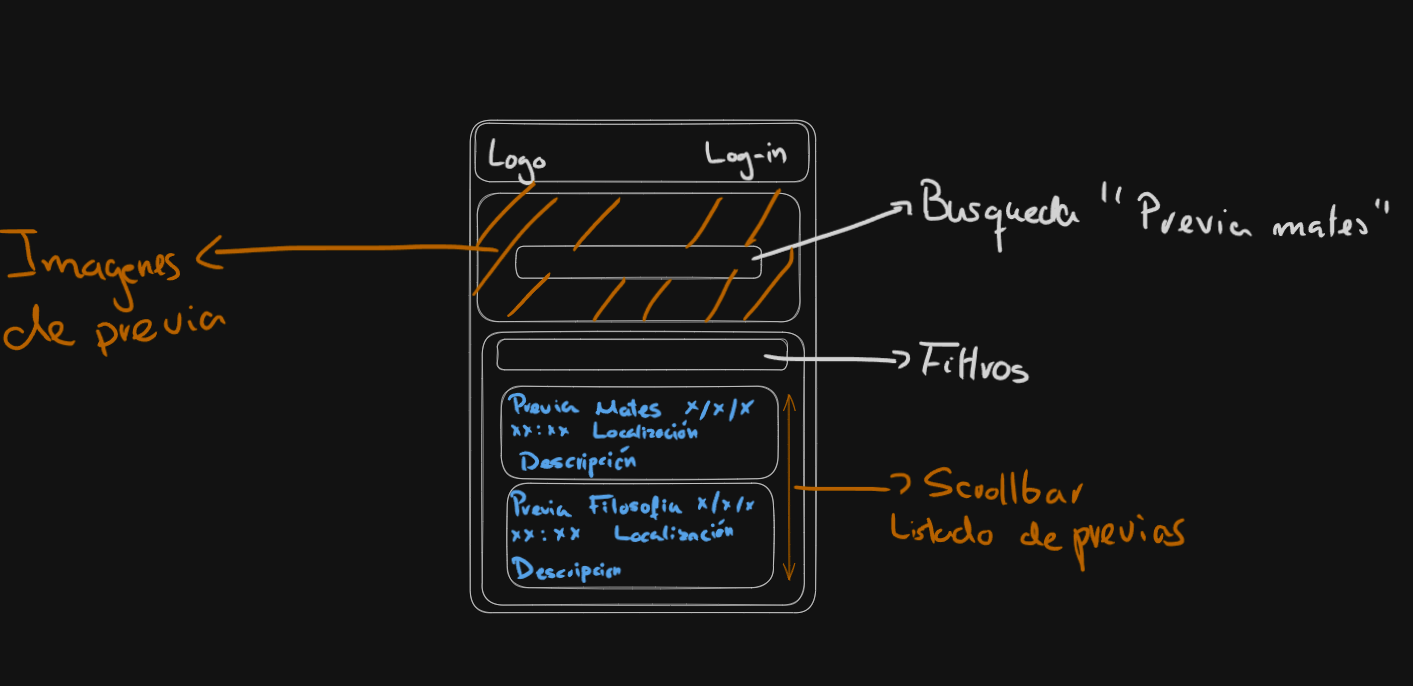 Logo
Log-in
Busqueda "Previa mates"
Imagenes
de previa
Filtros
Previa Mates x/x/x
xx:xx Localización
Descripción
Previa Filosofia x/x/x
xx:xx Localización
Descripcion
Scrollbar
Listado de previas